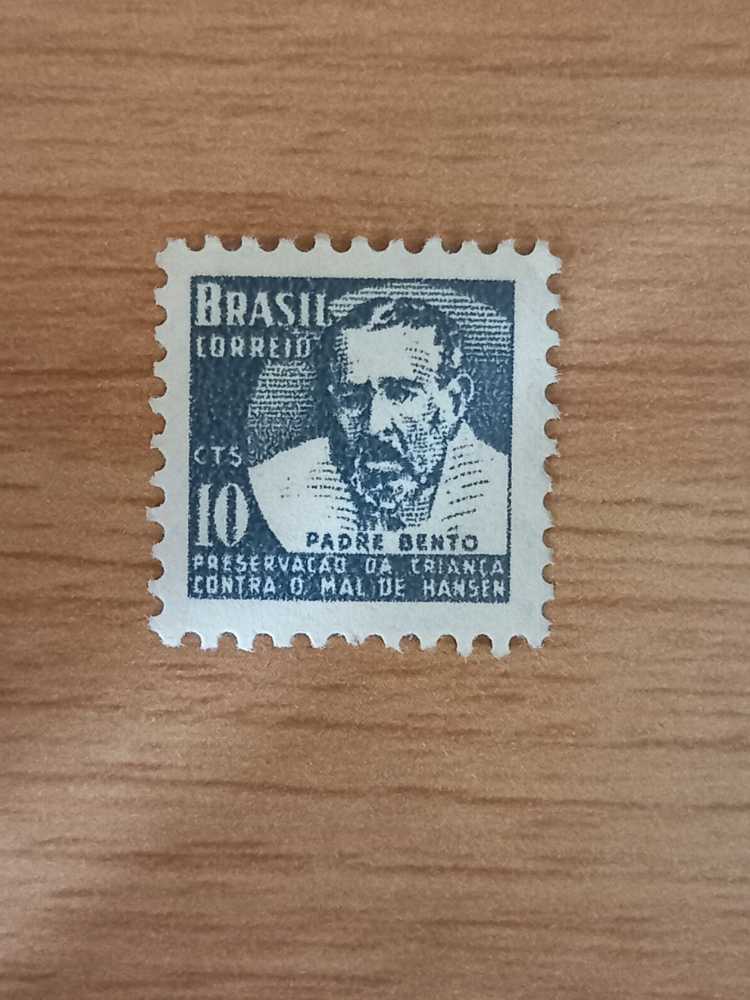 BRASIL
CORREIO
CTS
10
PADRE BENTO
PRESERVAÇÃO DA CRIANÇA
CONTRA O MAL DE HANSEN